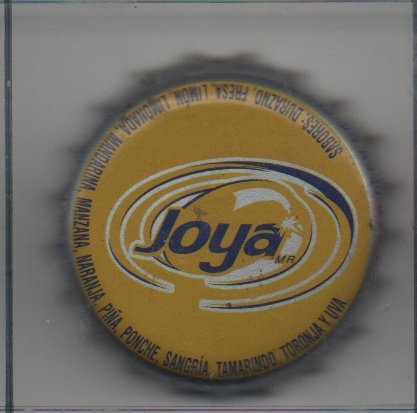 Joya
MR
SABORES: DURAZNO, FRESA, LIMÓN, LIMONADA, MANDARINA, MANZANA, NARANJA, PIÑA, PONCHE, SANGRÍA, TAMARINDO, TORONJA Y UVA